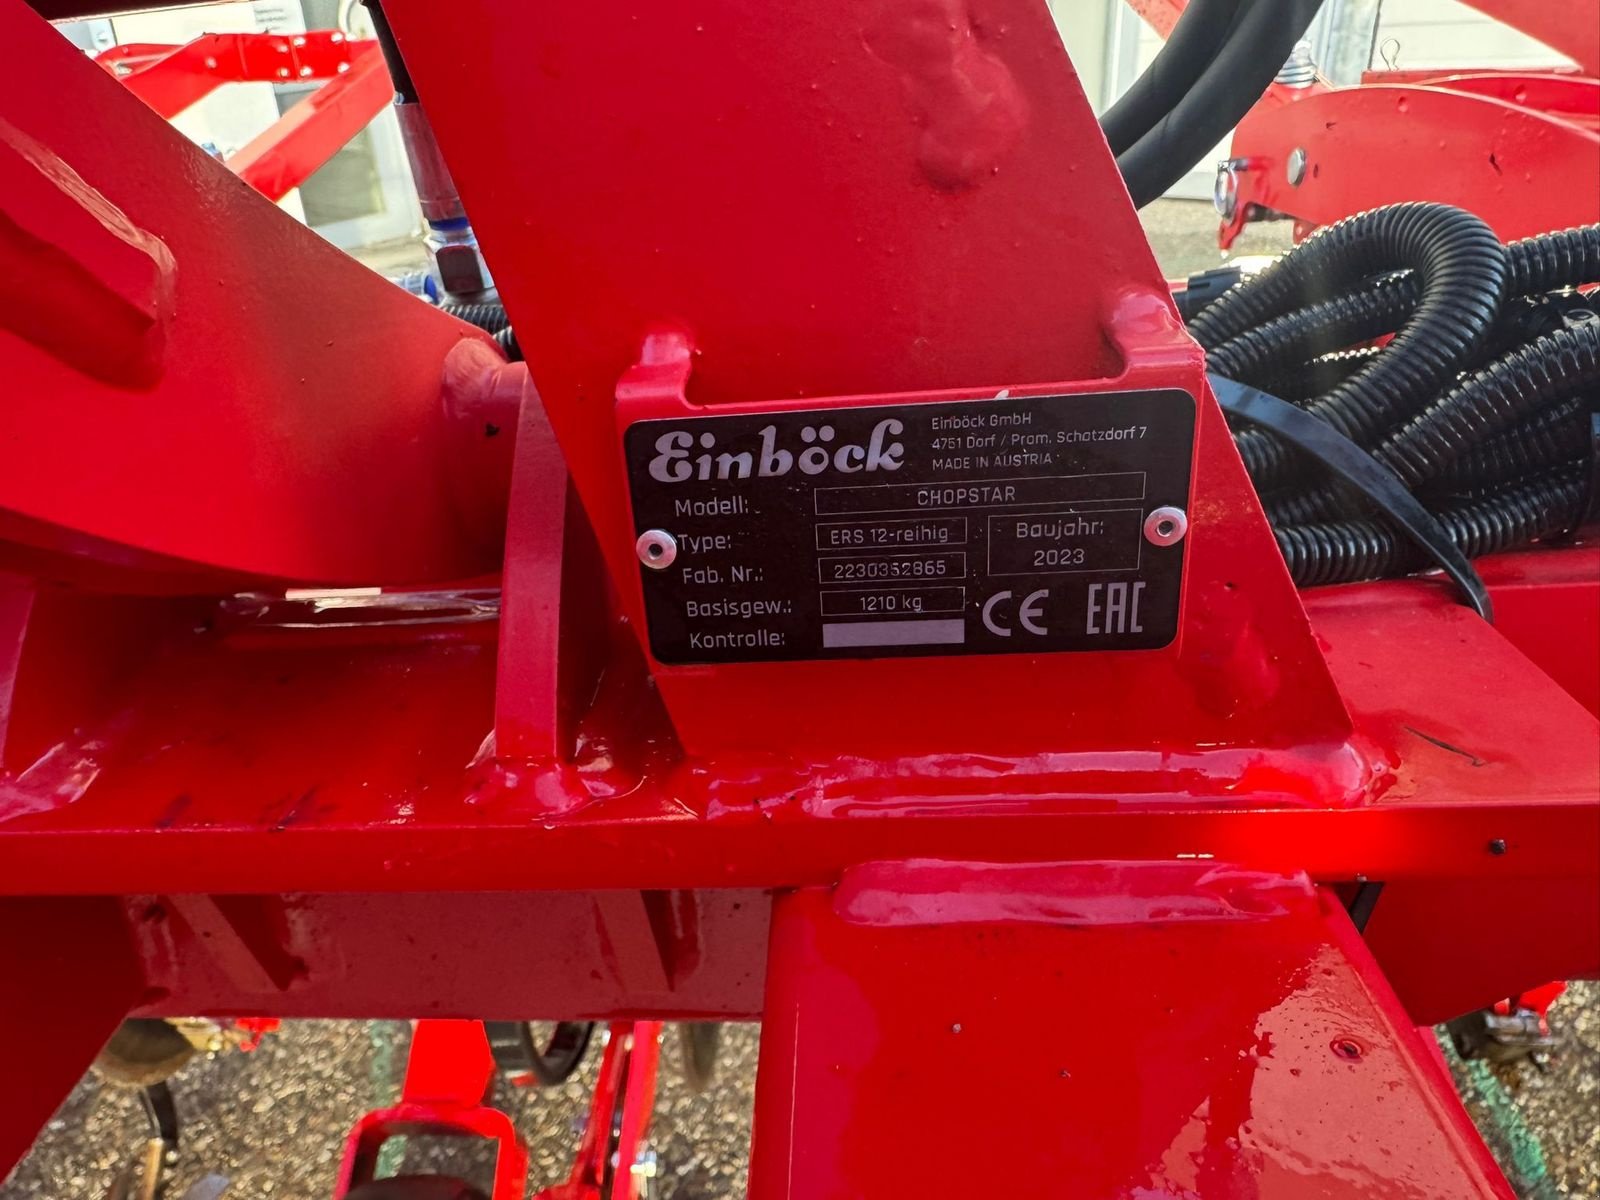 Einböck
Einböck GmbH
4751 Dorf / Pram, Schatzdorf 7
MADE IN AUSTRIA
Modell: CHOPSTAR
Type: ERS 12-reihig
Baujahr:
2023
Fab. Nr.: 2230352865
Basisgew.: 1210 kg
Kontrolle:
CE EAC